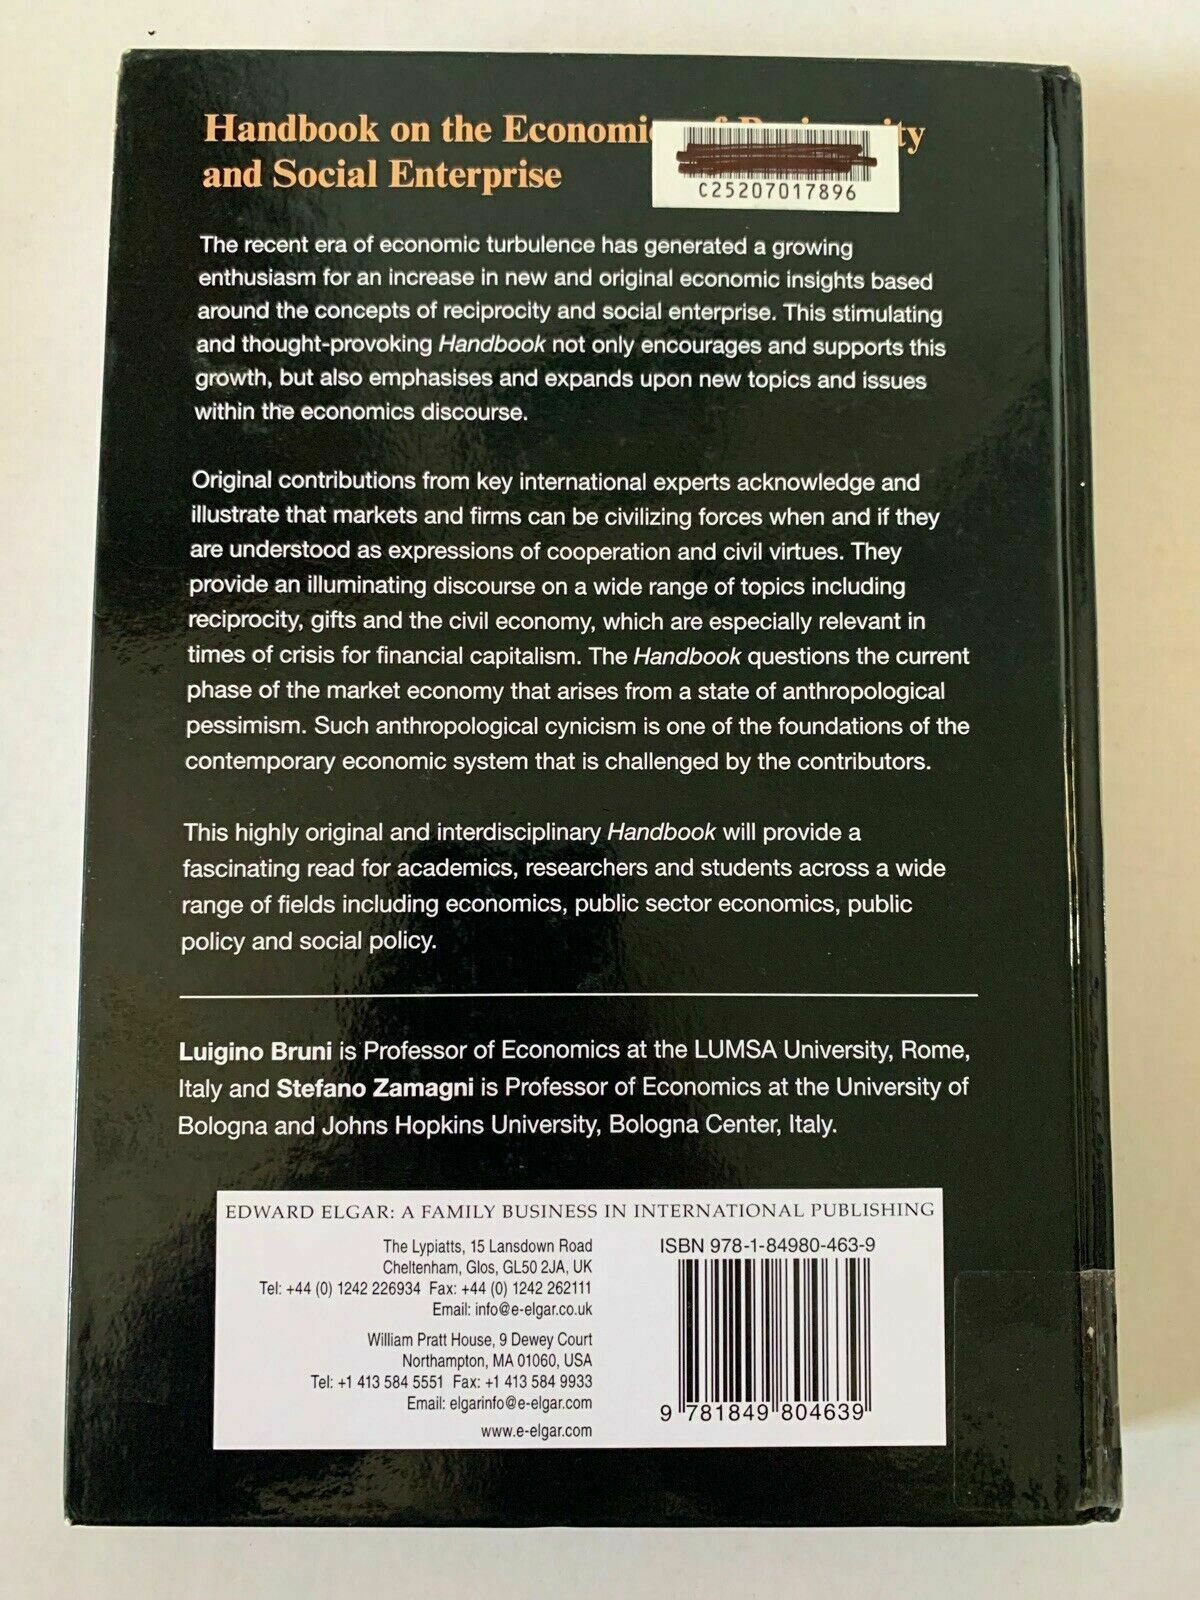 Handbook on the Economics of Reciprocity
C25207017896
and Social Enterprise
The recent era of economic turbulence has generated a growing
enthusiasm for an increase in new and original economic insights based
around the concepts of reciprocity and social enterprise. This stimulating
and thought-provoking Handbook not only encourages and supports this
growth, but also emphasises and expands upon new topics and issues
within the economics discourse.
Original contributions from key international experts acknowledge and
illustrate that markets and firms can be civilizing forces when and if they
are understood as expressions of cooperation and civil virtues. They
provide an illuminating discourse on a wide range of topics including
reciprocity, gifts and the civil economy, which are especially relevant in
times of crisis for financial capitalism. The Handbook questions the current
phase of the market economy that arises from a state of anthropological
pessimism. Such anthropological cynicism is one of the foundations of the
contemporary economic system that is challenged by the contributors.
This highly original and interdisciplinary Handbook will provide a
fascinating read for academics, researchers and students across a wide
range of fields including economics, public sector economics, public
policy and social policy.
Luigino Bruni is Professor of Economics at the LUMSA University, Rome,
Italy and Stefano Zamagni is Professor of Economics at the University of
Bologna and Johns Hopkins University, Bologna Center, Italy.
EDWARD ELGAR: A FAMILY BUSINESS IN INTERNATIONAL PUBLISHING
The Lypiatts, 15 Lansdown Road
Cheltenham, Glos, GL50 2JA, UK
Tel: +44 (0) 1242 226934 Fax: +44 (0) 1242 262111
Email: info@e-elgar.co.uk
William Pratt House, 9 Dewey Court
Northampton, MA 01060, USA
Tel: +1 413 584 5551 Fax: +1 413 584 9933
Email: elgarinfo@e-elgar.com
www.e-elgar.com
ISBN 978-1-84980-463-9
9 781849 804639